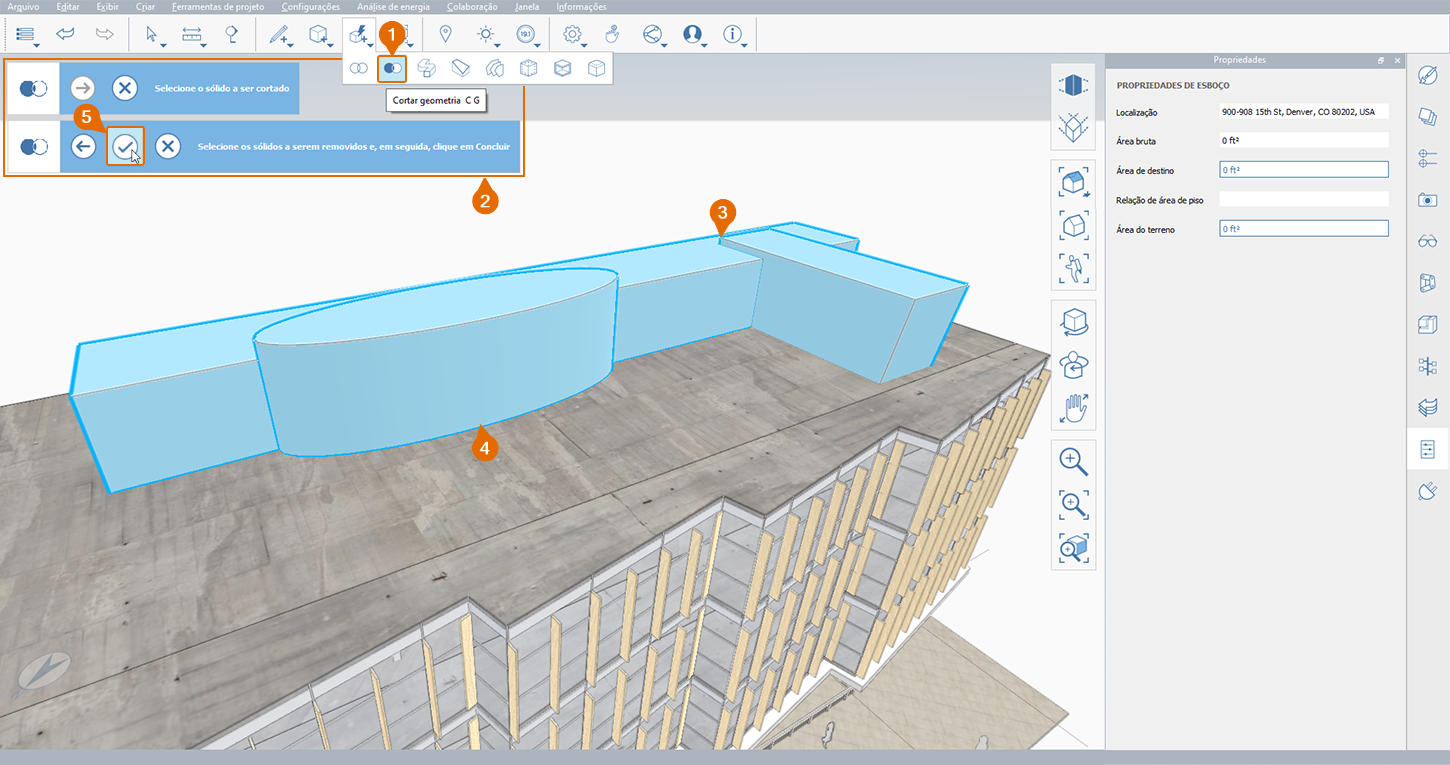 Arquivo Editar Exibir Criar Ferramentas de projeto Configurações Análise de energia Colaboração Janela Informações
19.1
1
Cortar geometria C G
Selecione o sólido a ser cortado
5
Selecione os sólidos a serem removidos e, em seguida, clique em Concluir
2
3
4
Propriedades
PROPRIEDADES DE ESBOÇO
Localização 900-908 15th St, Denver, CO 80202, USA
Área bruta 0 ft²
Área de destino 0 ft²
Relação de área de piso
Área do terreno 0 ft²